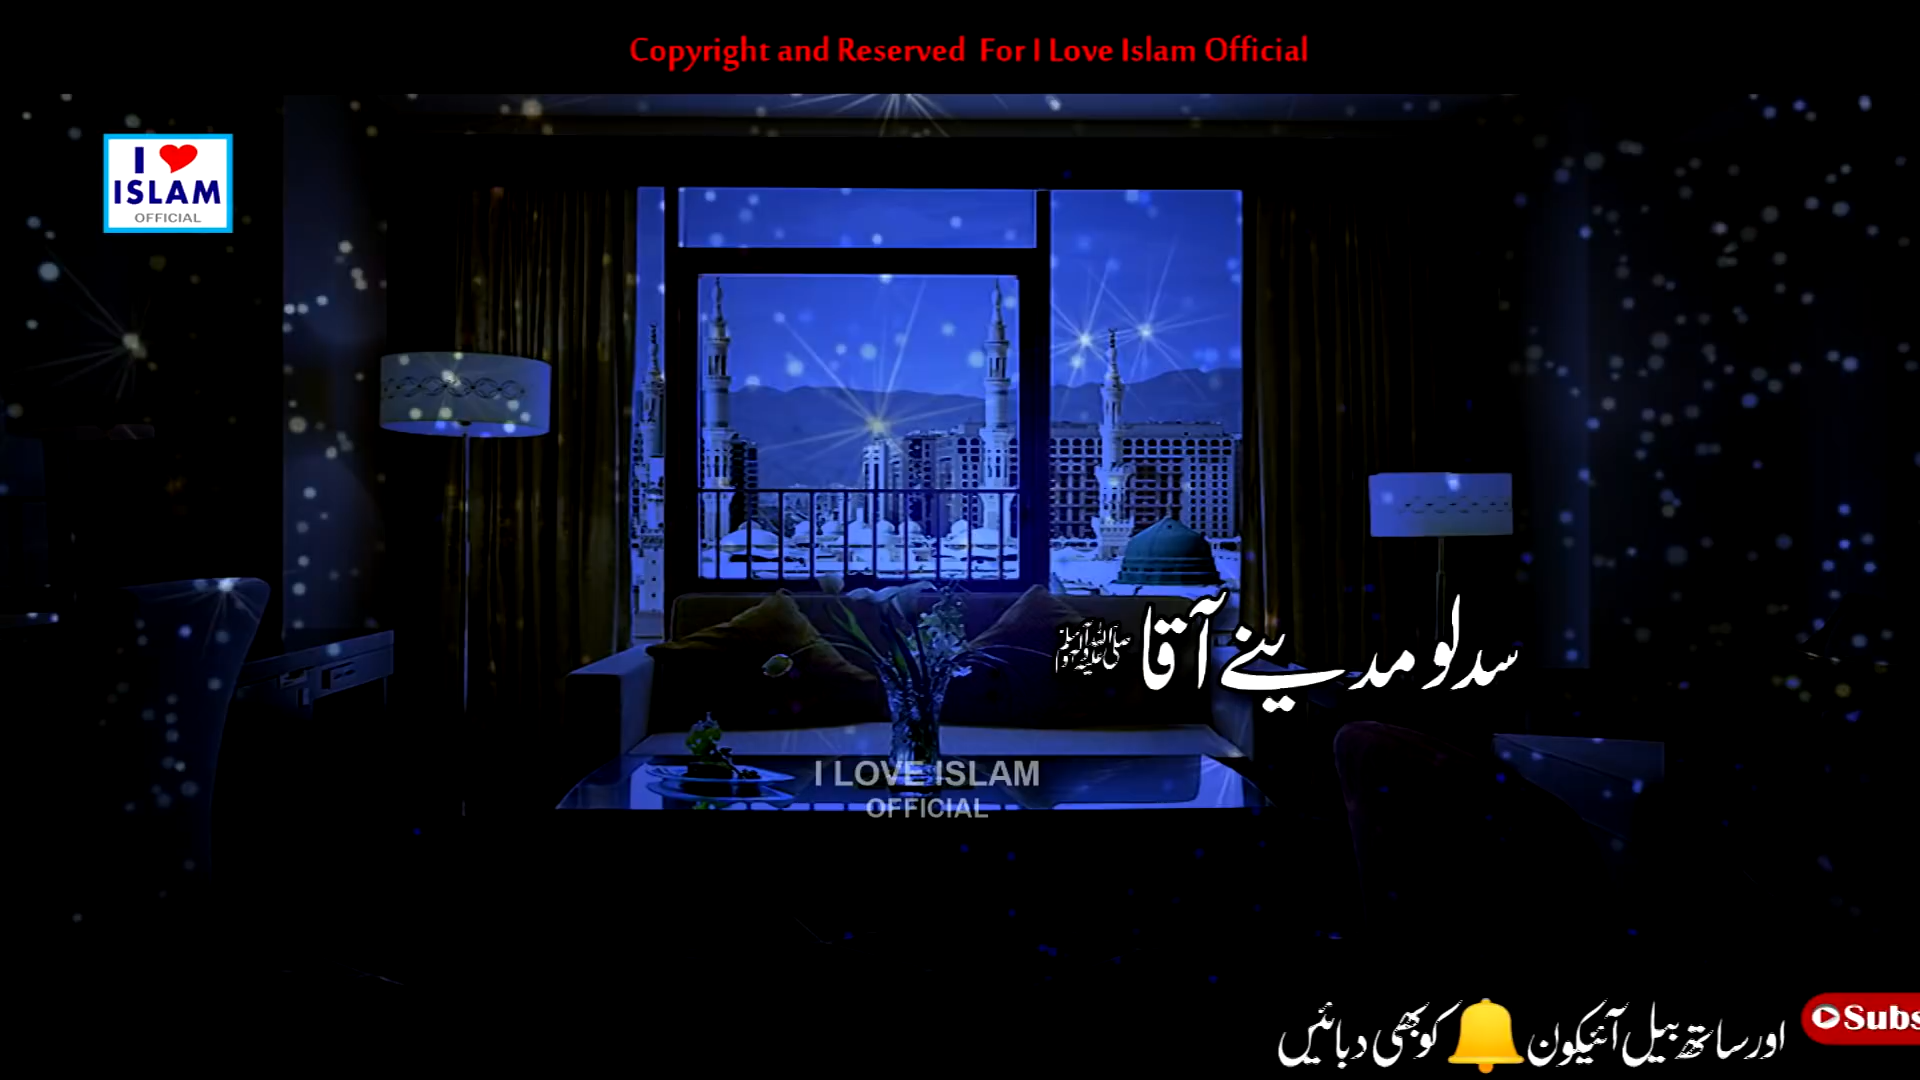 Copyright and Reserved For I Love Islam Official
I ❤ ISLAM
OFFICIAL
سدلو مدینے آقا ﷺ
I LOVE ISLAM
OFFICIAL
اور ساتھ بیل آئیکون 🔔 کو بھی دبائیں
Subs